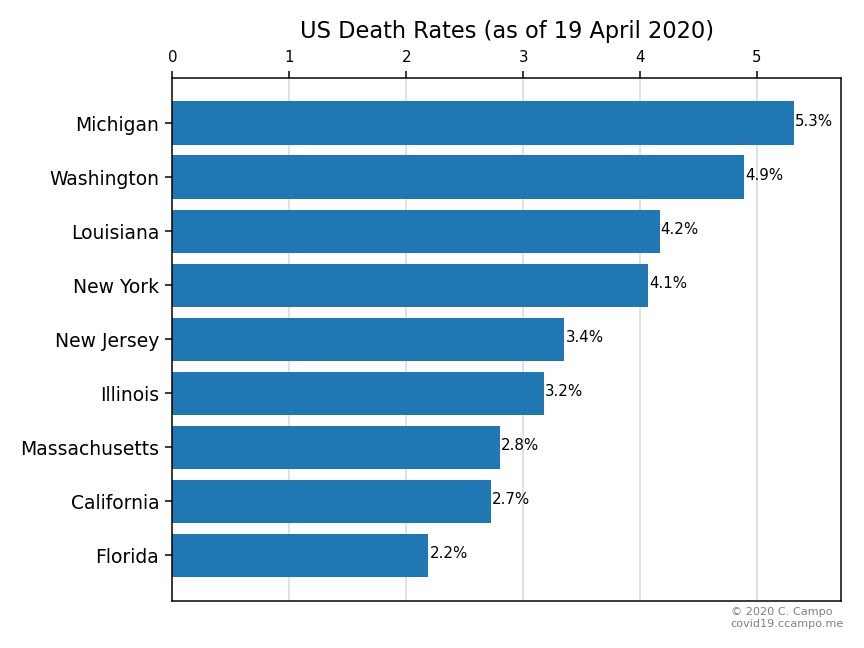 US Death Rates (as of 19 April 2020)
0 1 2 3 4 5
Michigan 5.3%
Washington 4.9%
Louisiana 4.2%
New York 4.1%
New Jersey 3.4%
Illinois 3.2%
Massachusetts 2.8%
California 2.7%
Florida 2.2%
© 2020 C. Campo
covid19.ccampo.me